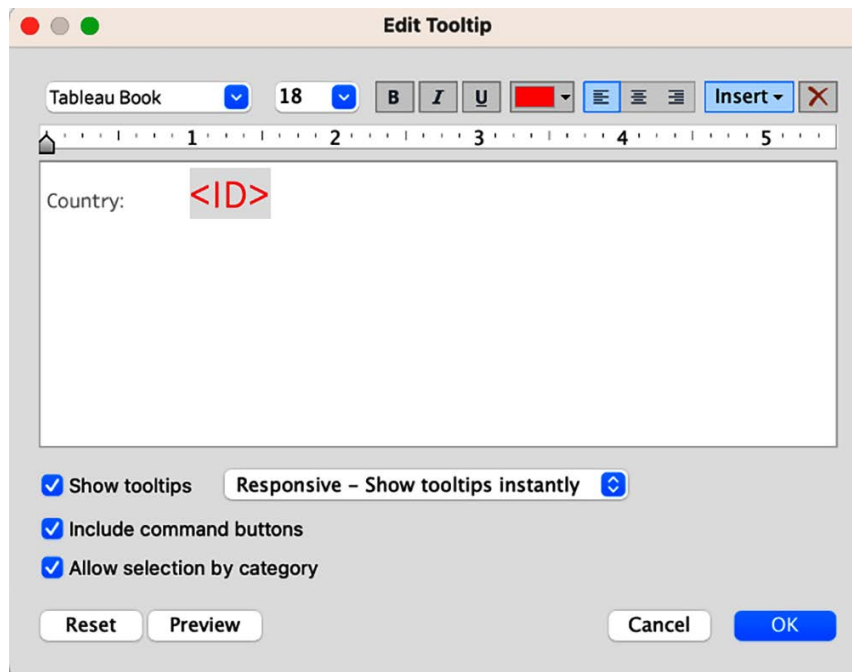 Edit Tooltip
Tableau Book 18 B I U Insert
1 2 3 4 5
Country: <ID>
Show tooltips Responsive – Show tooltips instantly
Include command buttons
Allow selection by category
Reset Preview Cancel OK